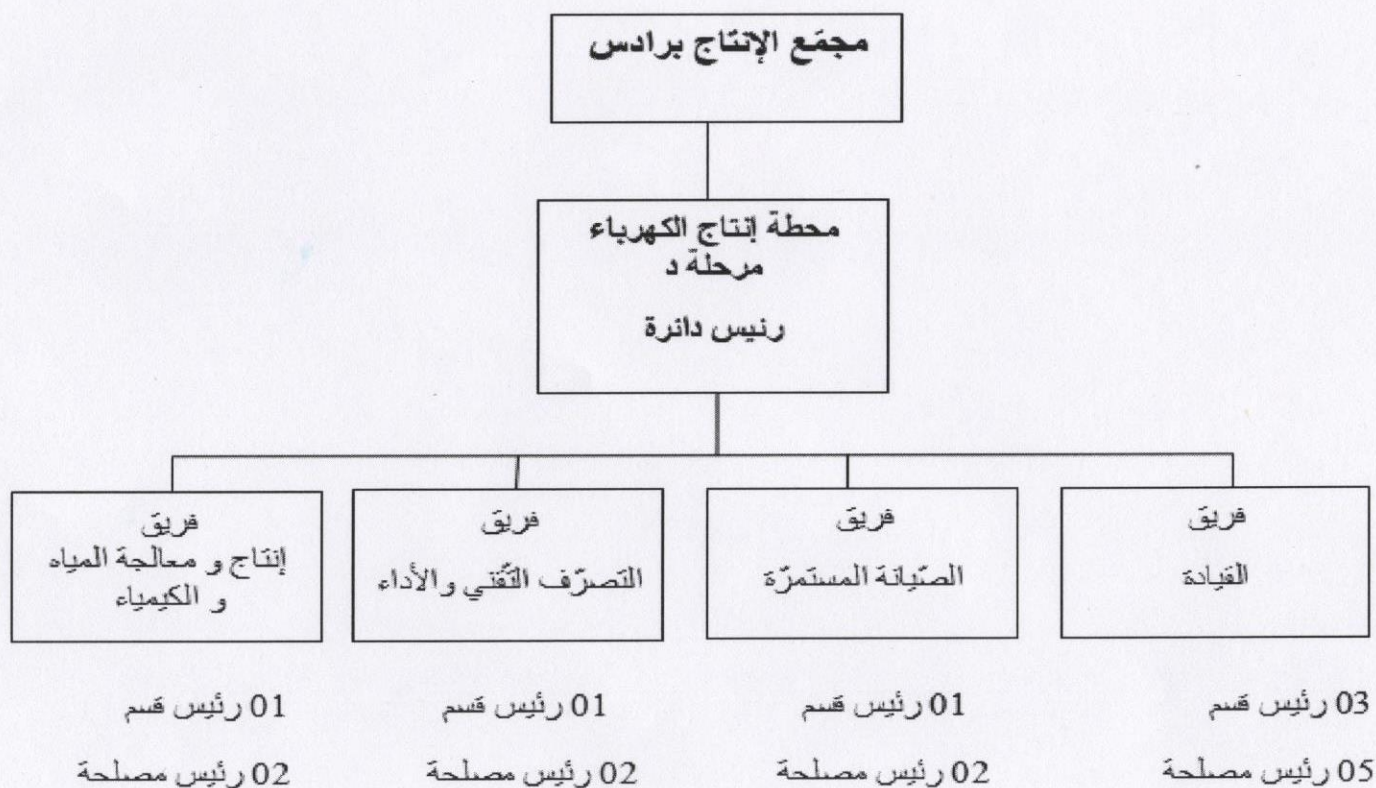 مجمّع الإنتاج برادس
محطة إنتاج الكهرباء
مرحلة د
رئيس دائرة
فريق
القيادة
فريق
الصّيانة المستمرّة
فريق
التصرّف التّقني والأداء
فريق
إنتاج و معالجة المياه
و الكيمياء
03 رئيس قسم
01 رئيس قسم
01 رئيس قسم
01 رئيس قسم
05 رئيس مصلحة
02 رئيس مصلحة
02 رئيس مصلحة
02 رئيس مصلحة